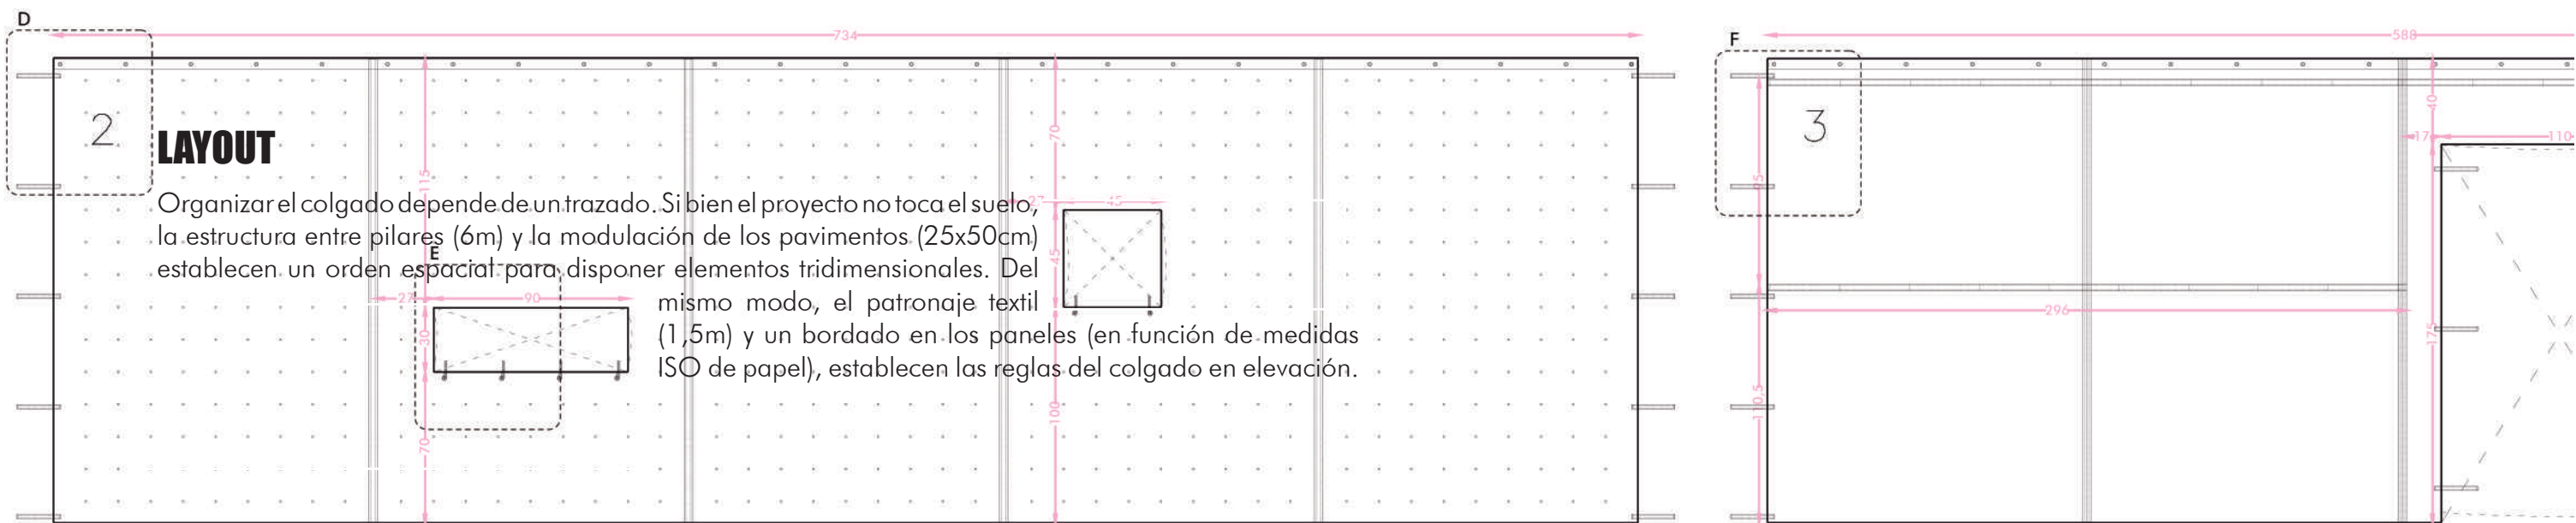 D
734
F
588
2
LAYOUT
Organizar el colgado depende de un trazado. Si bien el proyecto no toca el suelo,
la estructura entre pilares (6m) y la modulación de los pavimentos (25x50cm)
establecen un orden espacial para disponer elementos tridimensionales. Del
mismo modo, el patronaje textil
(1,5m) y un bordado en los paneles (en función de medidas
ISO de papel), establecen las reglas del colgado en elevación.
115
E
27
90
30
70
70
27
45
45
100
3
40
17
110
95
296
175
110.5